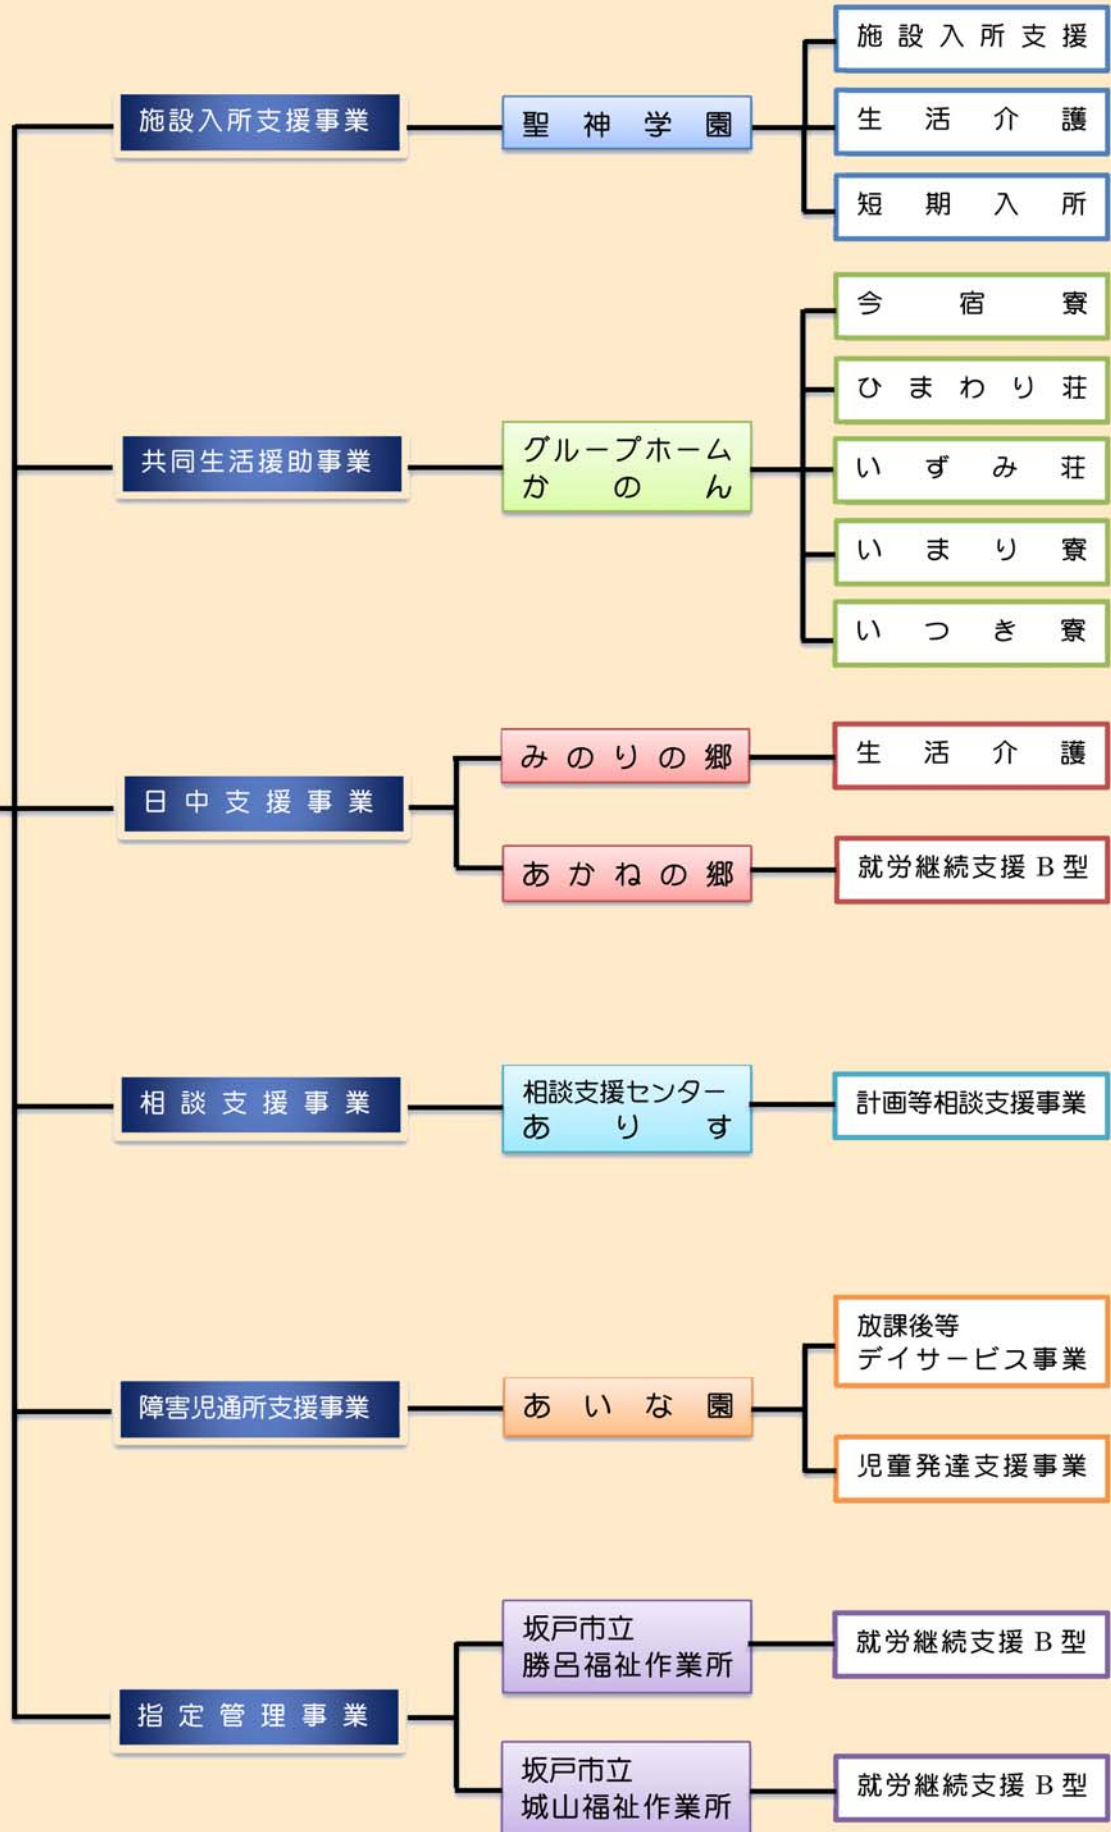 施設入所支援事業
聖神学園
施設入所支援
生活介護
短期入所
共同生活援助事業
グループホーム
かのん
今宿寮
ひまわり荘
いずみ荘
いまり寮
いつき寮
日中支援事業
みのりの郷
生活介護
あかねの郷
就労継続支援B型
相談支援事業
相談支援センター
ありす
計画等相談支援事業
障害児通所支援事業
あいな園
放課後等
デイサービス事業
児童発達支援事業
指定管理事業
坂戸市立
勝呂福祉作業所
就労継続支援B型
坂戸市立
城山福祉作業所
就労継続支援B型